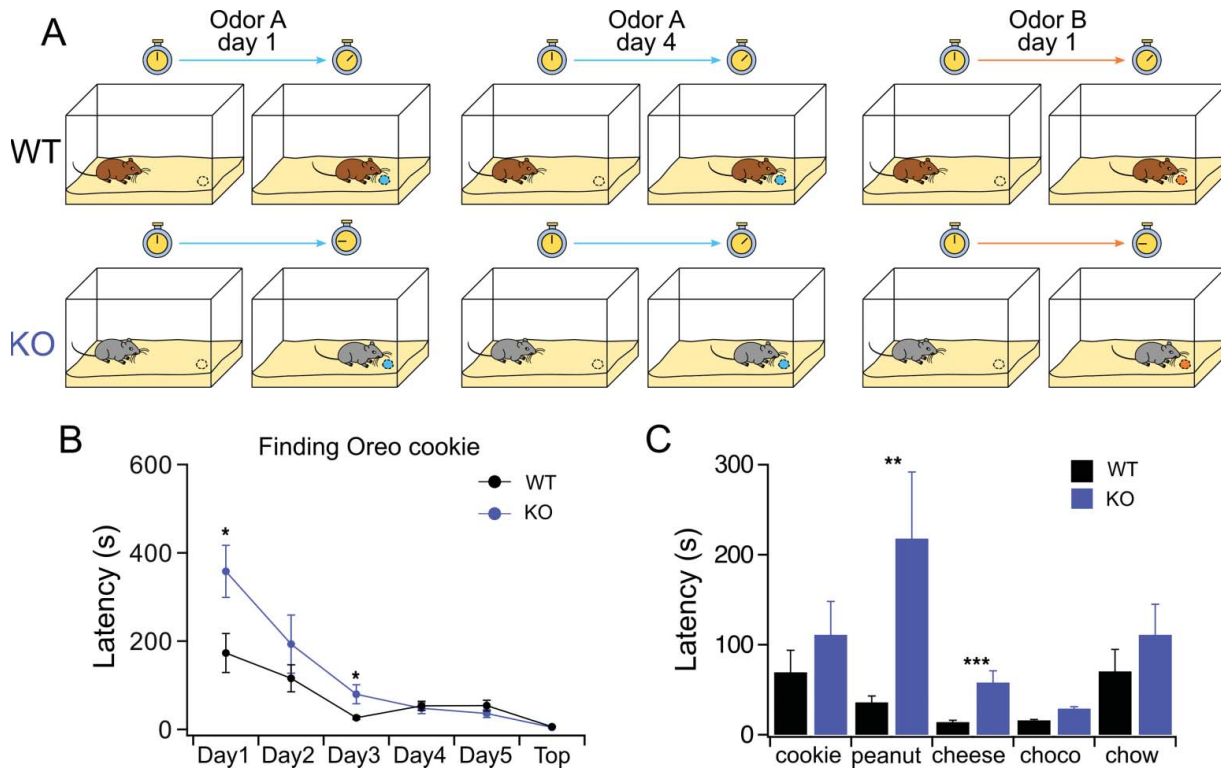 A
Odor A
day 1
Odor A
day 4
Odor B
day 1
WT
KO
B
Finding Oreo cookie
600
400
200
0
Latency (s)
WT
KO
*
*
Day1 Day2 Day3 Day4 Day5 Top
C
300
200
100
0
Latency (s)
WT
KO
**
***
cookie peanut cheese choco chow